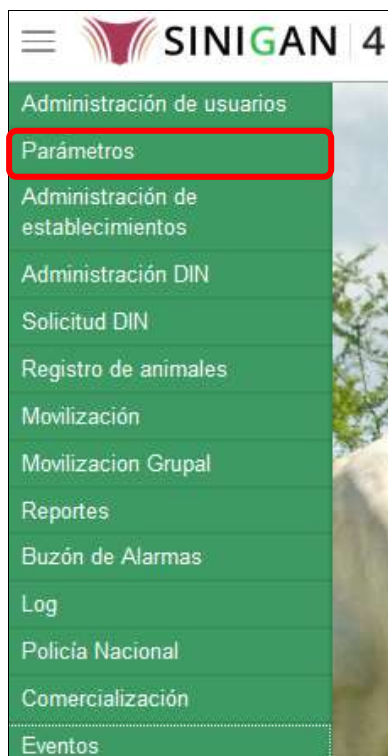 SINIGAN 4
Administración de usuarios
Parámetros
Administración de
establecimientos
Administración DIN
Solicitud DIN
Registro de animales
Movilización
Movilizacion Grupal
Reportes
Buzón de Alarmas
Log
Policía Nacional
Comercialización
Eventos